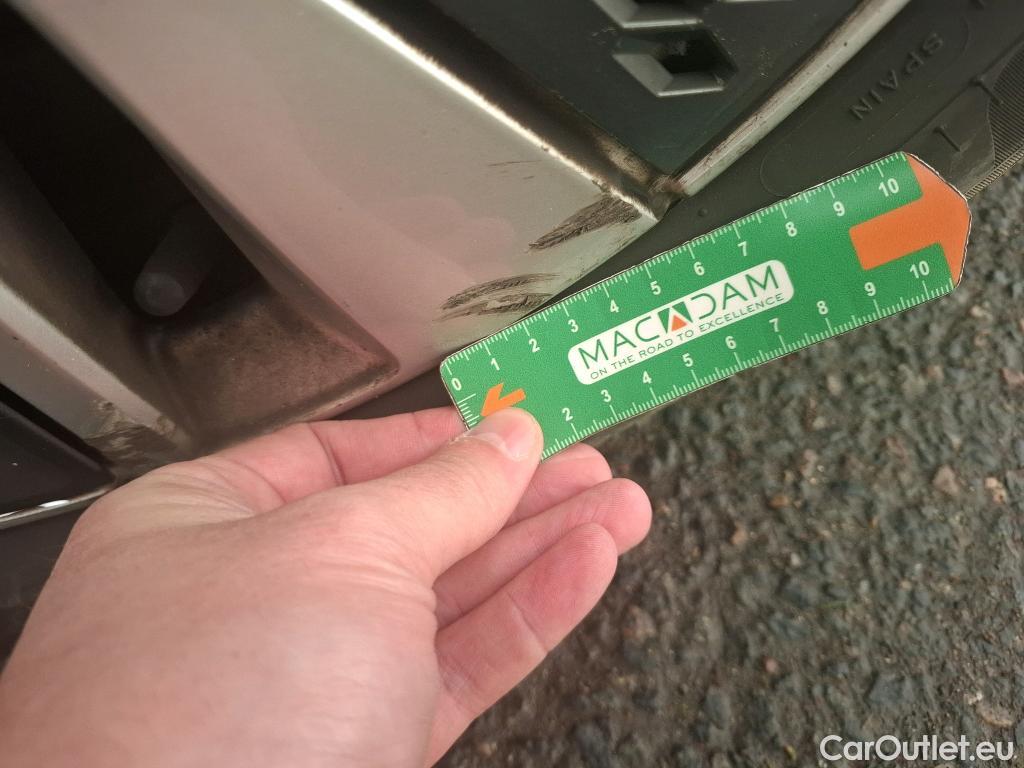 SPAIN
0 1 2 3 4 5 6 7 8 9 10
MACADAM
ON THE ROAD TO EXCELLENCE
2 3 4 5 6 7 8 9 10
CarOutlet.eu